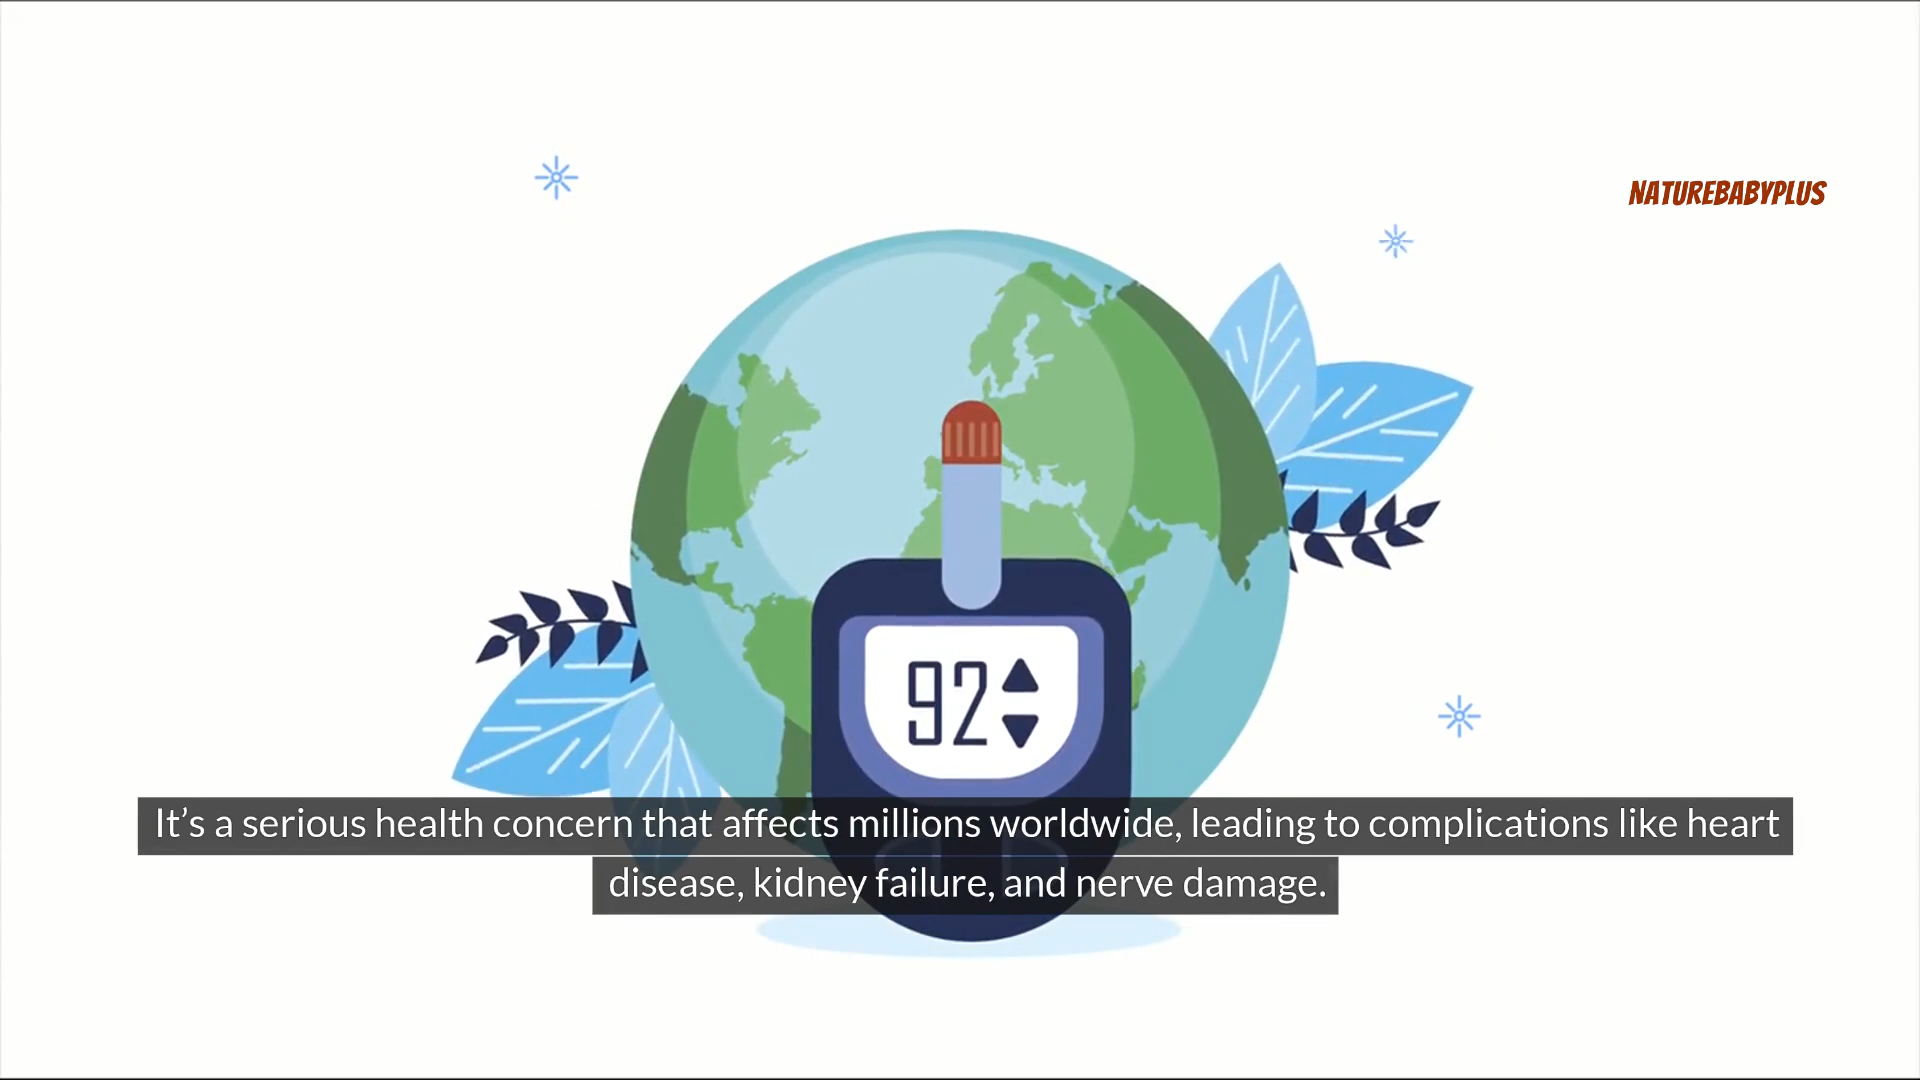 NATUREBABYPLUS
92
It’s a serious health concern that affects millions worldwide, leading to complications like heart
disease, kidney failure, and nerve damage.